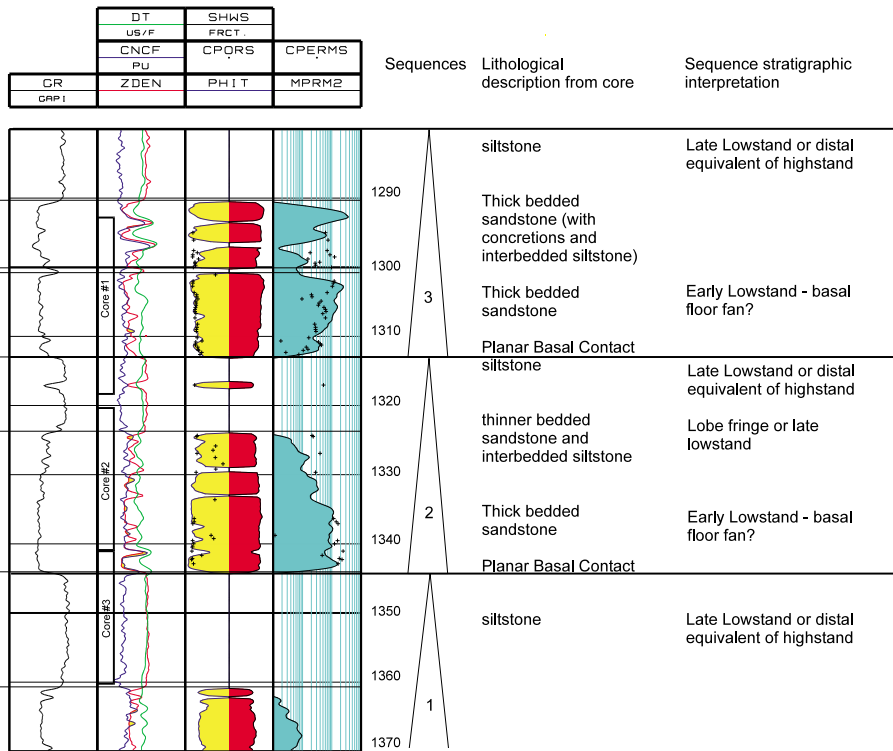 DT
US/F
SHWS
FRCT.
CNCF
PU
CPORS
CPERMS
GR
GAPI
ZDEN
PHIT
MPRM2
Sequences
Lithological
description from core
Sequence stratigraphic
interpretation
siltstone
Late Lowstand or distal
equivalent of highstand
1290
Thick bedded
sandstone (with
concretions and
interbedded siltstone)
Core #1
1300
3
Thick bedded
sandstone
Early Lowstand - basal
floor fan?
1310
Planar Basal Contact
siltstone
Late Lowstand or distal
equivalent of highstand
1320
thinner bedded
sandstone and
interbedded siltstone
Lobe fringe or late
lowstand
Core #2
1330
2
Thick bedded
sandstone
Early Lowstand - basal
floor fan?
1340
Planar Basal Contact
Core #3
1350
siltstone
Late Lowstand or distal
equivalent of highstand
1360
1
1370